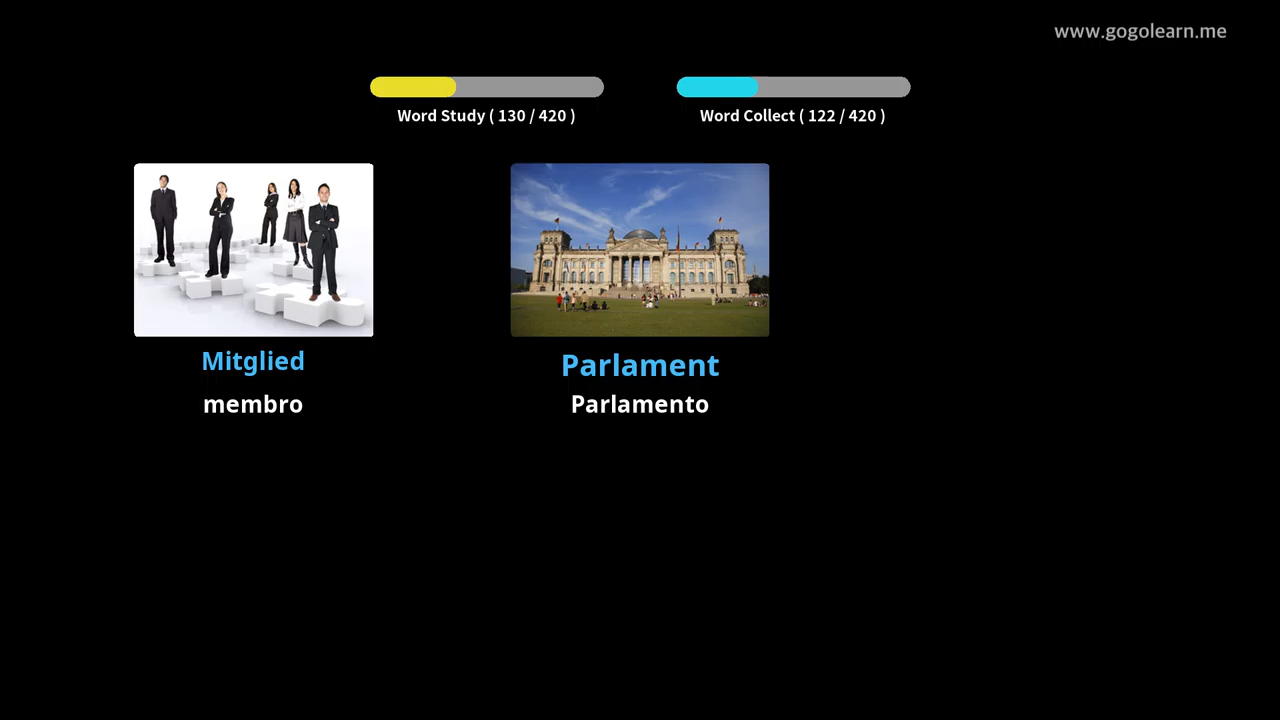 www.gogolearn.me
Word Study ( 130 / 420 )
Word Collect ( 122 / 420 )
Mitglied
membro
Parlament
Parlamento